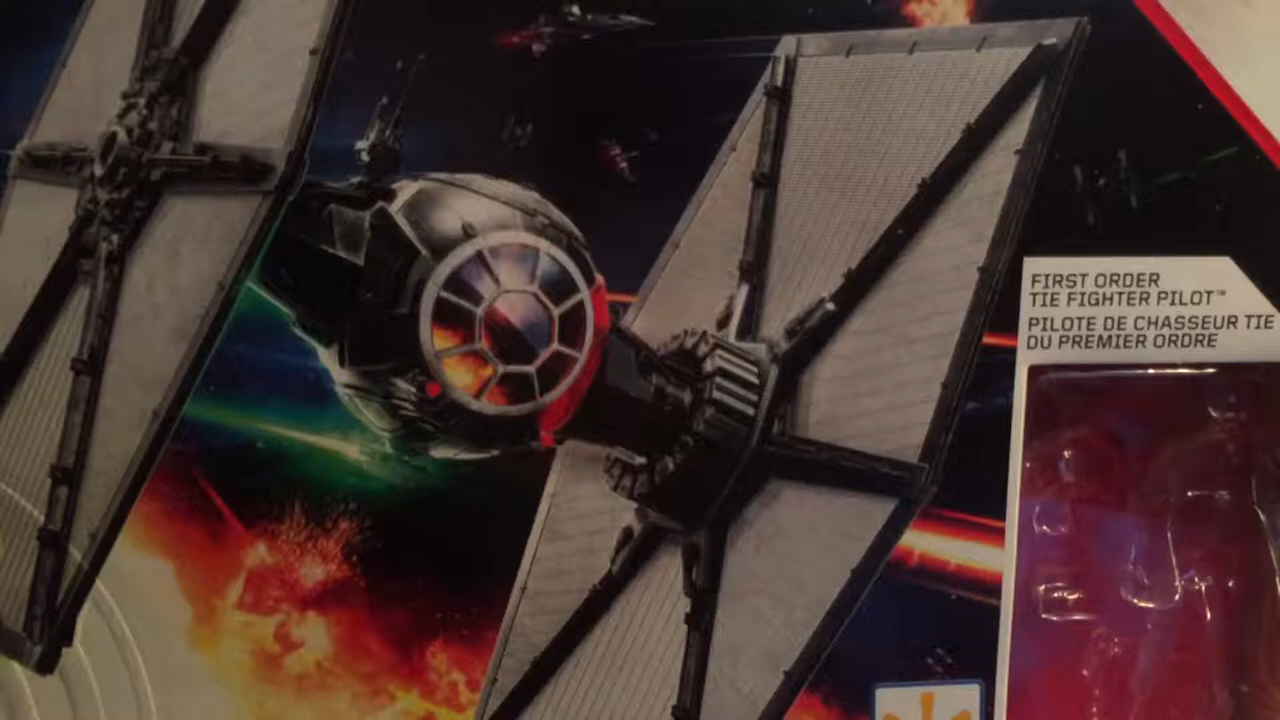 FIRST ORDER
TIE FIGHTER PILOT™
PILOTE DE CHASSEUR TIE
DU PREMIER ORDRE